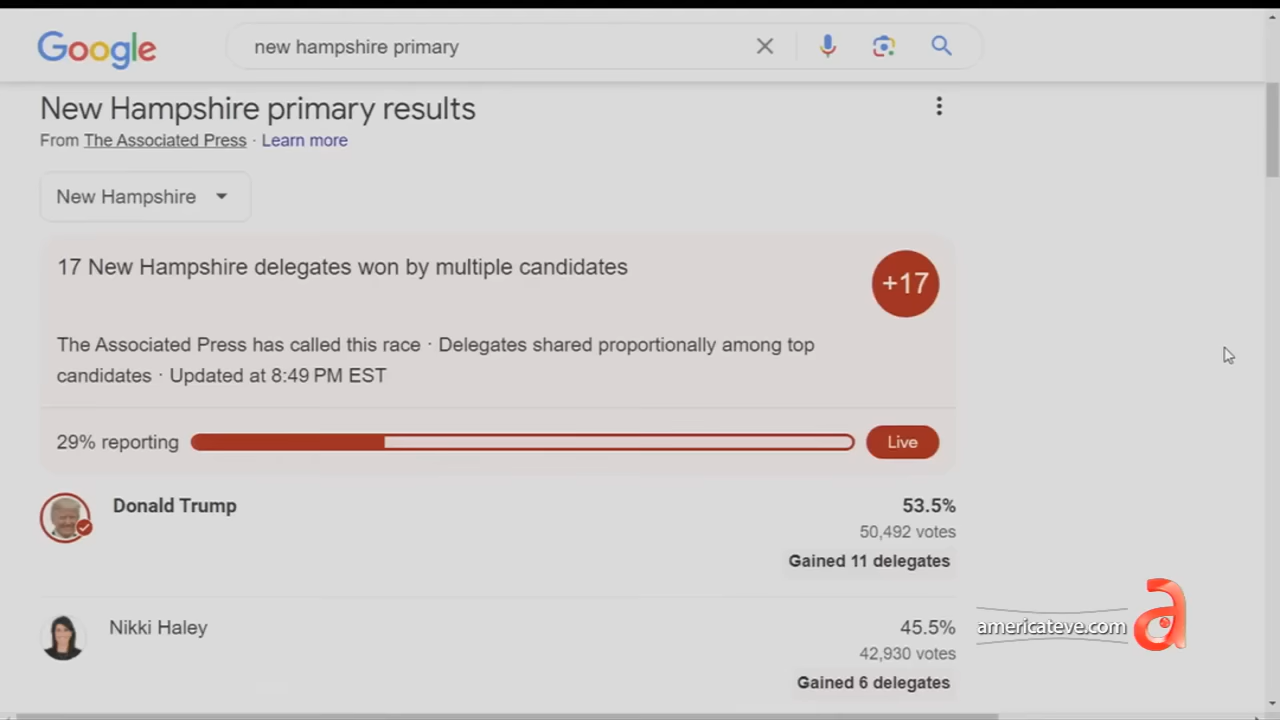 Google
new hampshire primary
New Hampshire primary results
From The Associated Press · Learn more
New Hampshire
17 New Hampshire delegates won by multiple candidates
+17
The Associated Press has called this race · Delegates shared proportionally among top
candidates · Updated at 8:49 PM EST
29% reporting
Live
Donald Trump
53.5%
50,492 votes
Gained 11 delegates
Nikki Haley
45.5%
42,930 votes
Gained 6 delegates
americateve.com
a